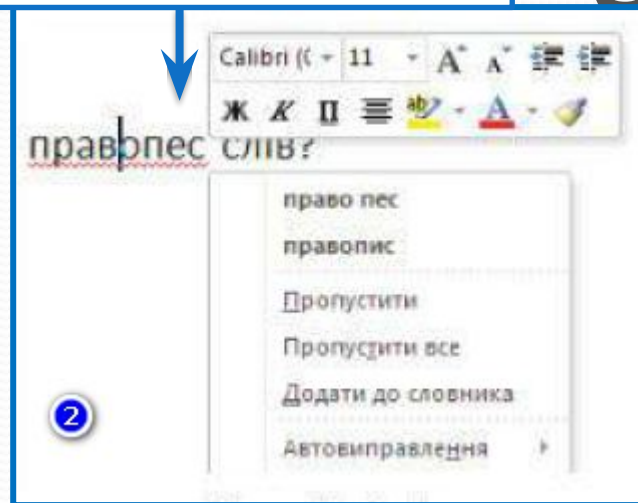 Calibri (С 11 А А
Ж К П А
правопес слів?
право пес
правопис
Пропустити
Пропустити все
Додати до словника
2
Автовиправлення